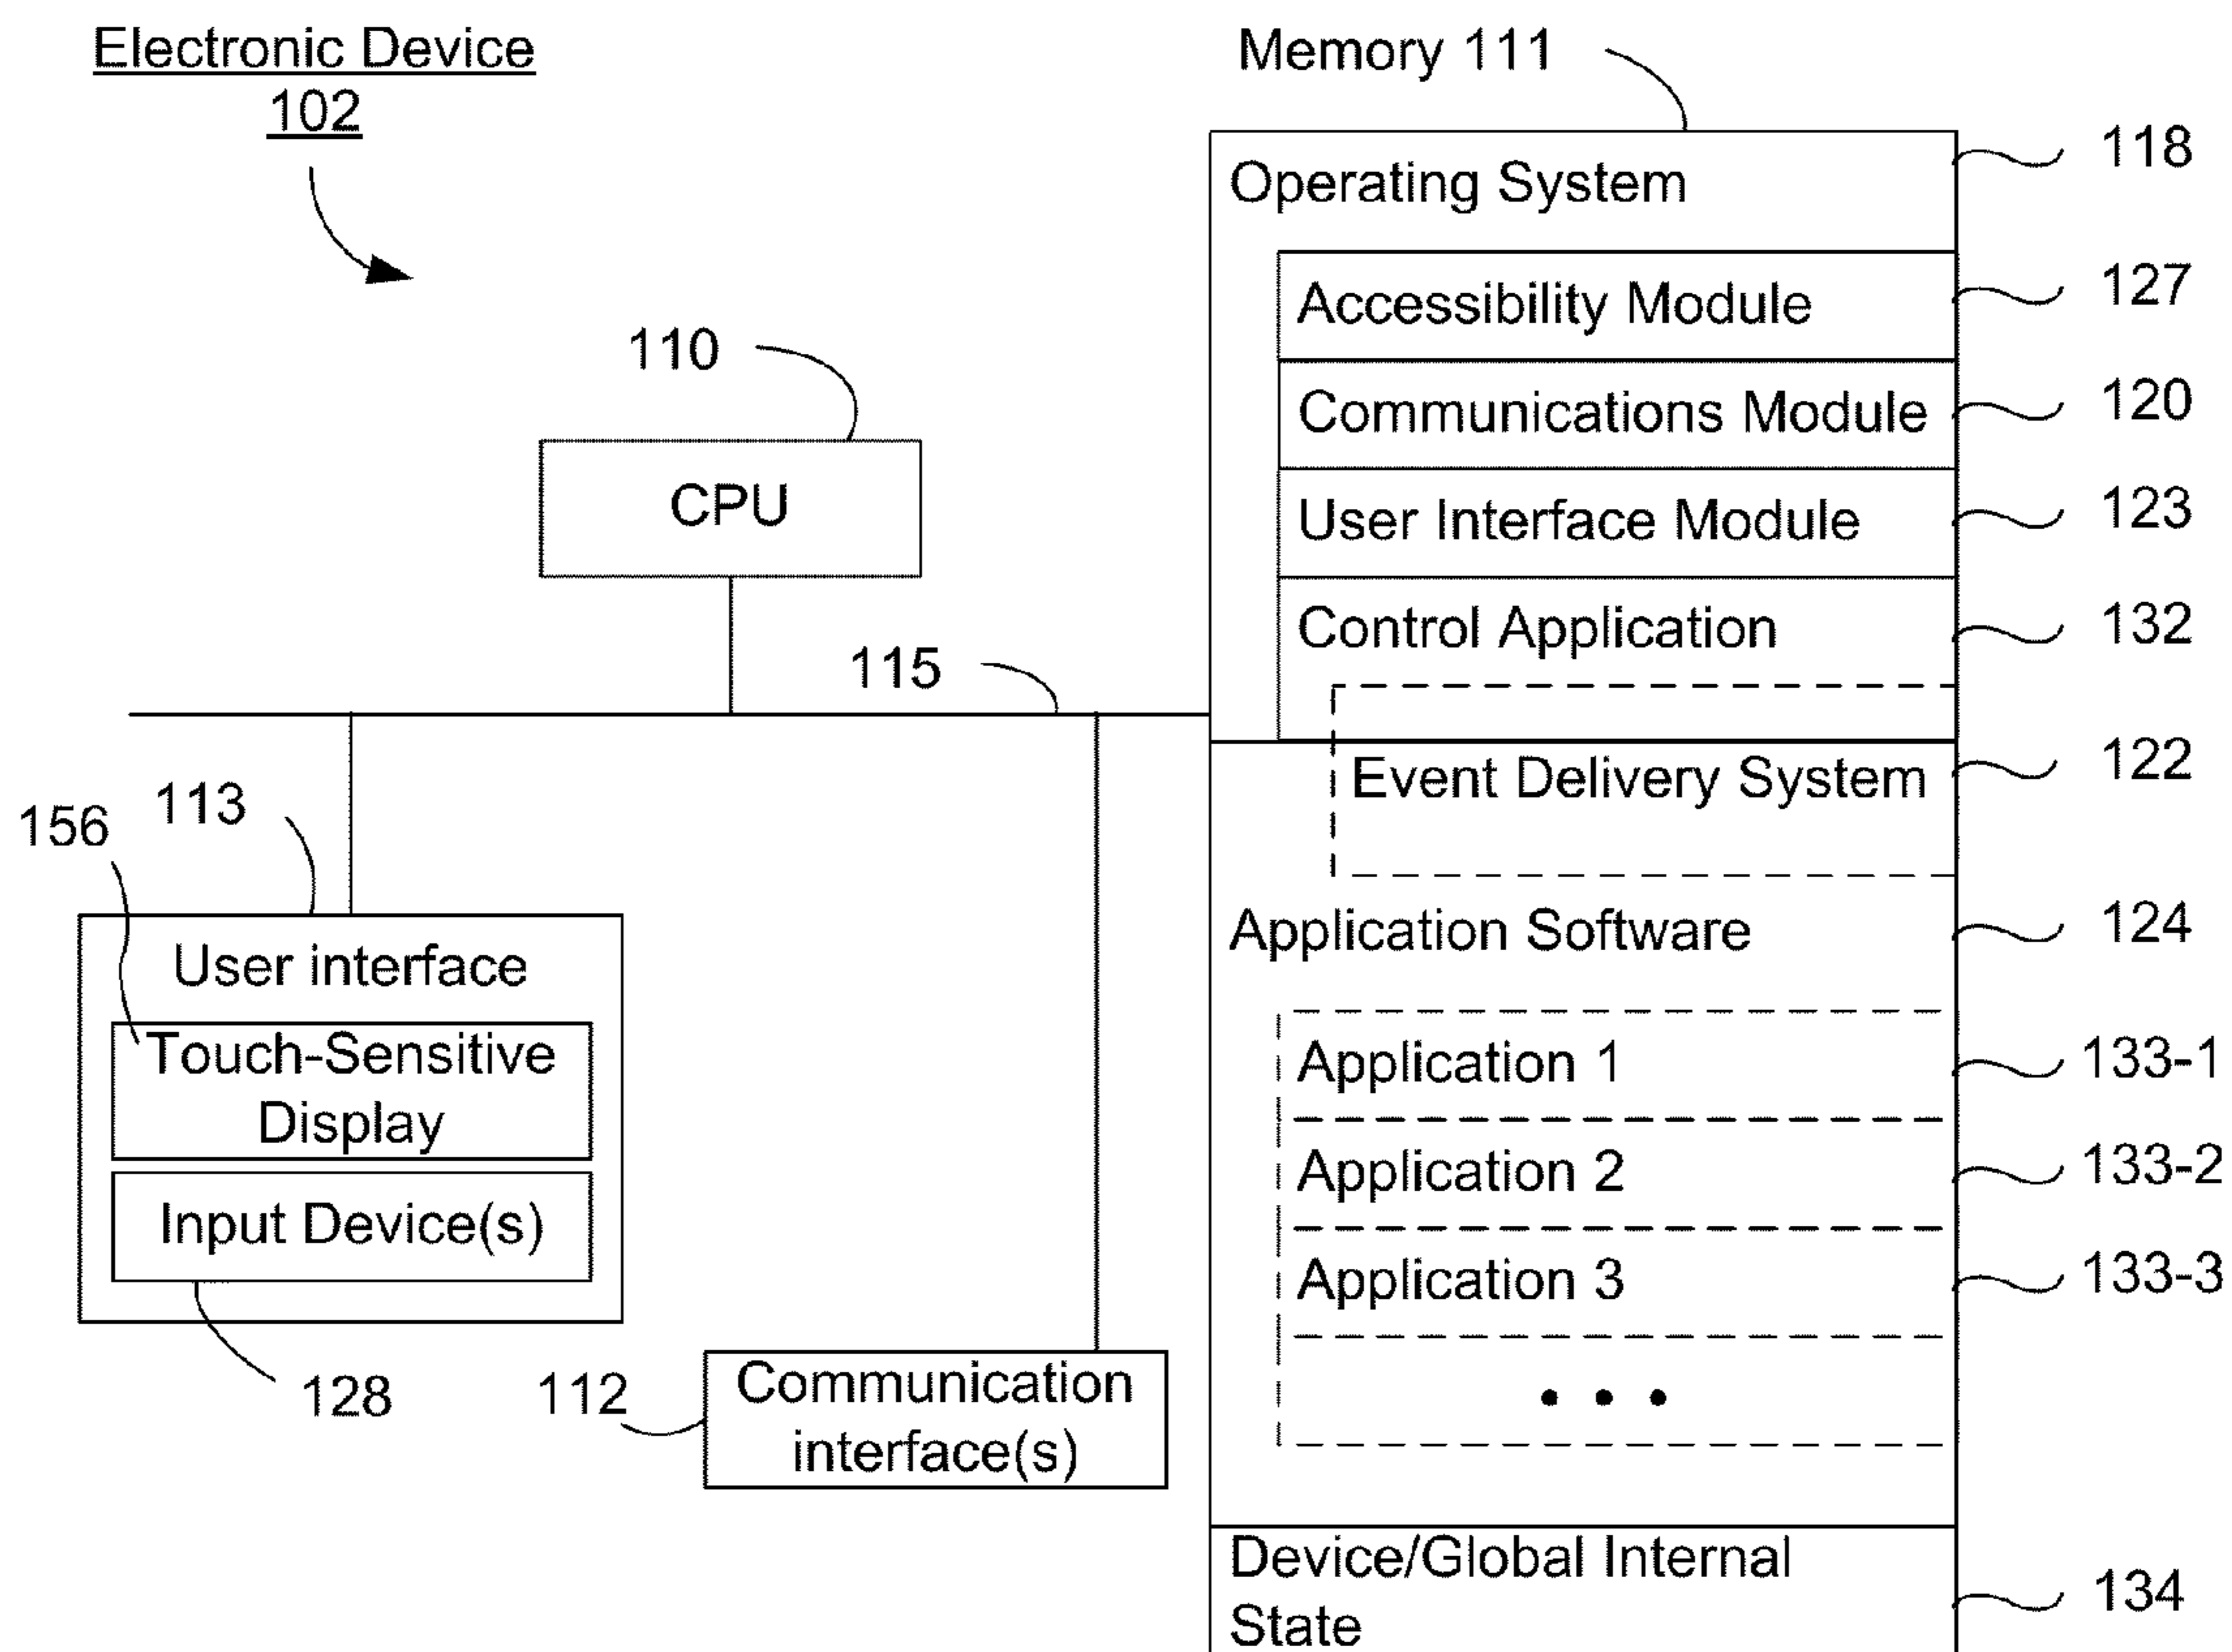 Electronic Device
102
Memory 111
118
Operating System
127
Accessibility Module
110
120
Communications Module
CPU
123
User Interface Module
132
Control Application
115
122
Event Delivery System
113
156
124
Application Software
User interface
Touch-Sensitive
Display
133-1
Application 1
133-2
Application 2
Input Device(s)
133-3
Application 3
128
112
Communication
interface(s)
• • •
Device/Global Internal
State
134